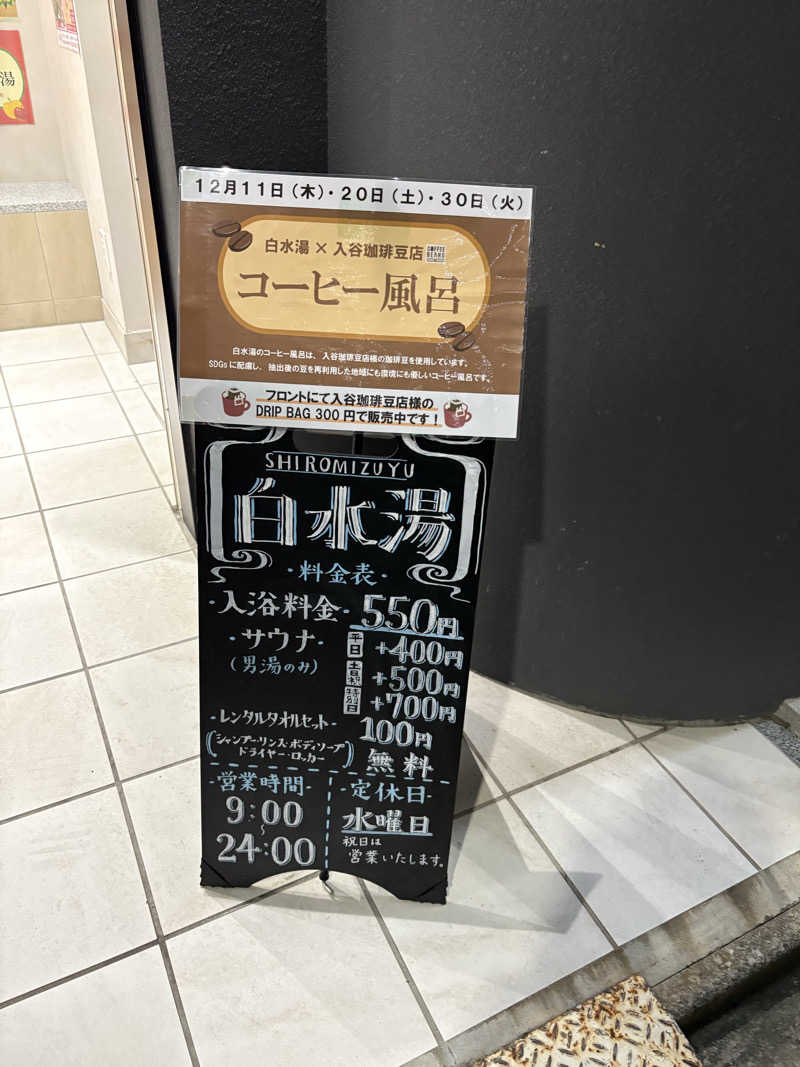 湯
12月11日（木）・20日（土）・30日（火）
白水湯 × 入谷珈琲豆店
コーヒー風呂
白水湯のコーヒー風呂は、入谷珈琲豆店様の珈琲豆を使用しています。
SDGsに配慮し、抽出後の豆を再利用した地域にも環境にも優しいコーヒー風呂です。
フロントにて入谷珈琲豆店様の
DRIP BAG 300円で販売中です！
SHIROMIZUYU
白水湯
・料金表・
・入浴料金・ 550円
・サウナ・ 平日 +400円
（男湯のみ） 土日祝 +500円
特別日 +700円
・レンタルタオルセット・ 100円
（シャンプー・リンス・ボディソープ
ドライヤー・ロッカー） 無料
・営業時間・
9:00
〜
24:00
・定休日・
水曜日
祝日は
営業いたします。